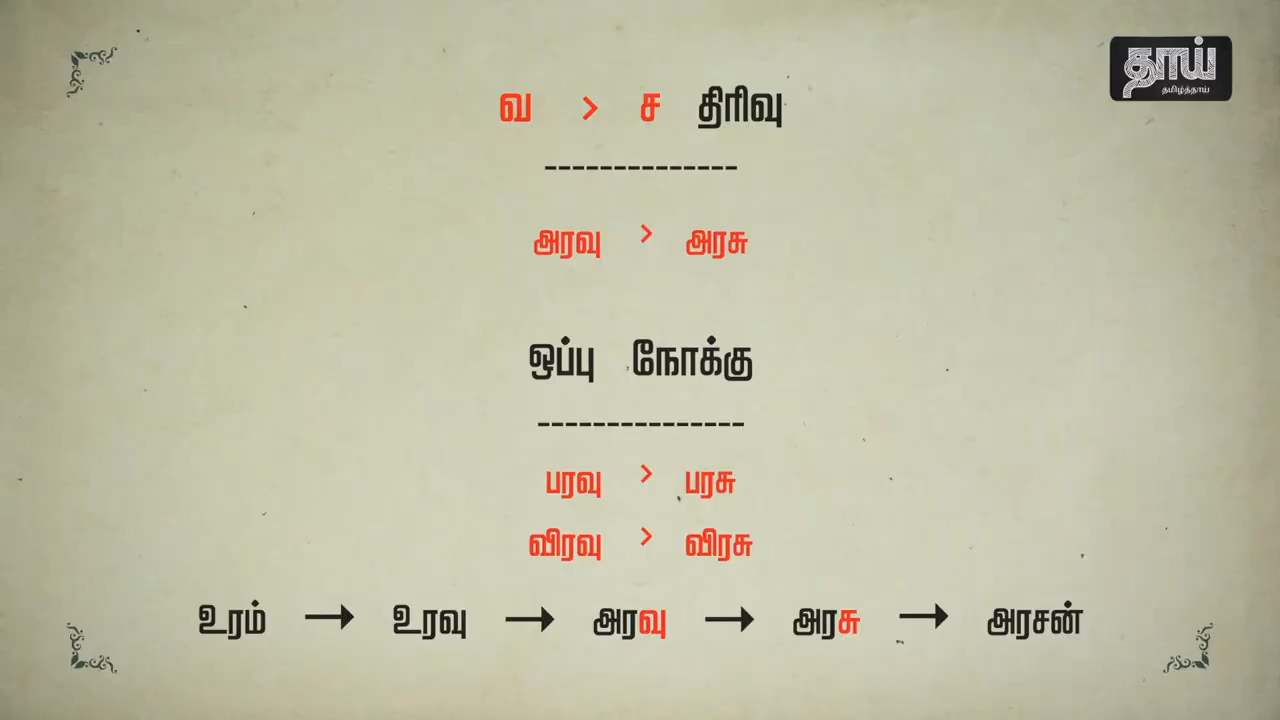 தாய்
தமிழ்த்தாய்
வ > ச திரிவு
--------------
அரவு > அரசு
ஒப்பு நோக்கு
---------------
பரவு > பரசு
விரவு > விரசு
உரம் → உரவு → அரவு → அரசு → அரசன்